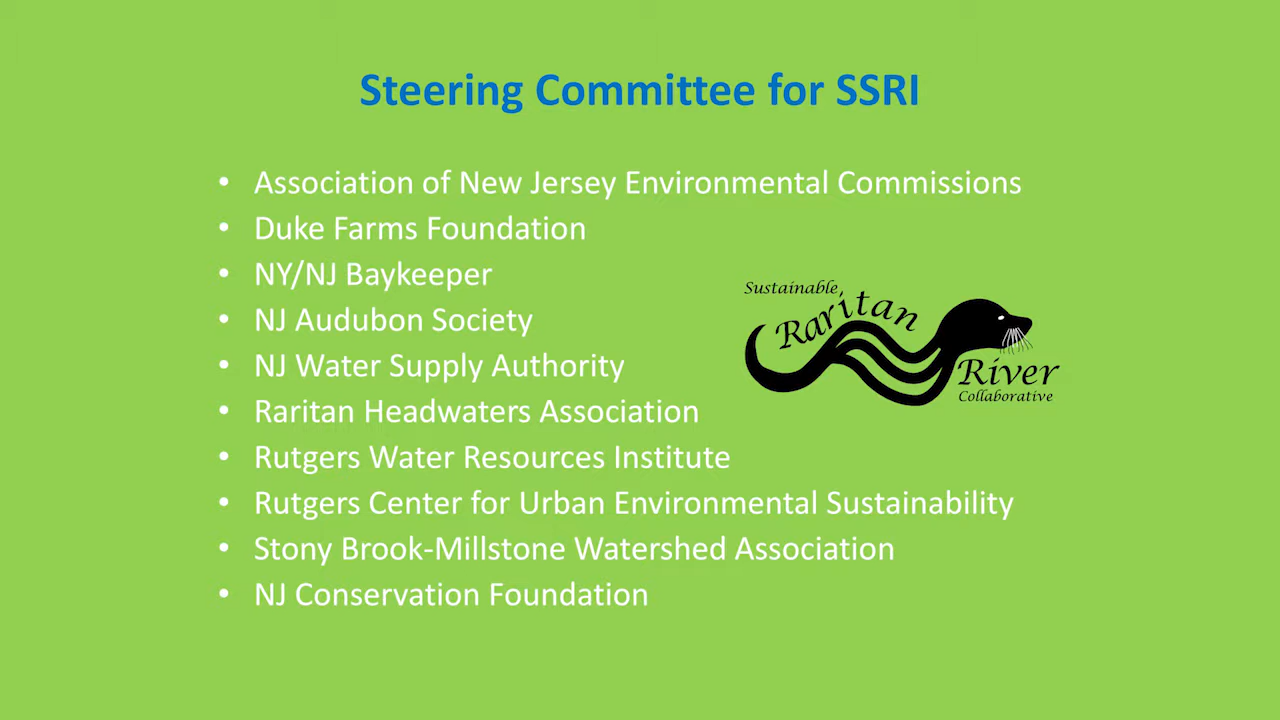 Steering Committee for SSRI
• Association of New Jersey Environmental Commissions
• Duke Farms Foundation
• NY/NJ Baykeeper
• NJ Audubon Society
• NJ Water Supply Authority
• Raritan Headwaters Association
• Rutgers Water Resources Institute
• Rutgers Center for Urban Environmental Sustainability
• Stony Brook-Millstone Watershed Association
• NJ Conservation Foundation
Sustainable
Raritan
River
Collaborative